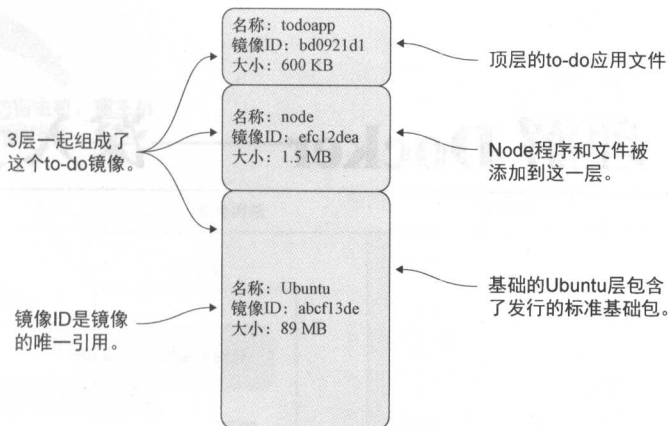 名称：todoapp
镜像ID：bd0921d1
大小：600 KB
顶层的to-do应用文件
3层一起组成了
这个to-do镜像。
名称：node
镜像ID：efc12dea
大小：1.5 MB
Node程序和文件被
添加到这一层。
名称：Ubuntu
镜像ID：abcf13de
大小：89 MB
基础的Ubuntu层包含
了发行的标准基础包。
镜像ID是镜像
的唯一引用。